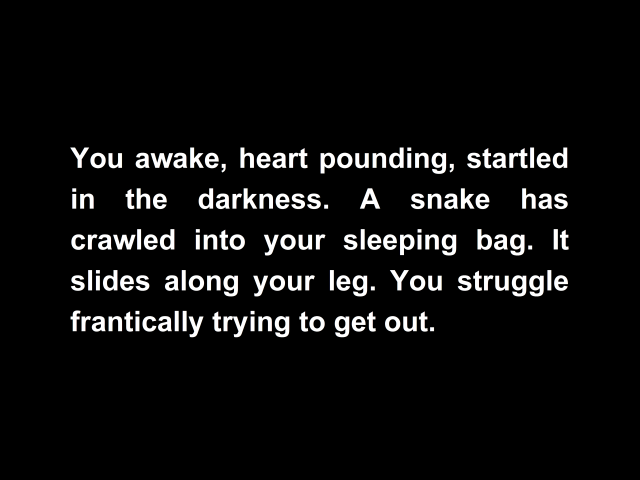 You awake, heart pounding, startled
in the darkness. A snake has
crawled into your sleeping bag. It
slides along your leg. You struggle
frantically trying to get out.